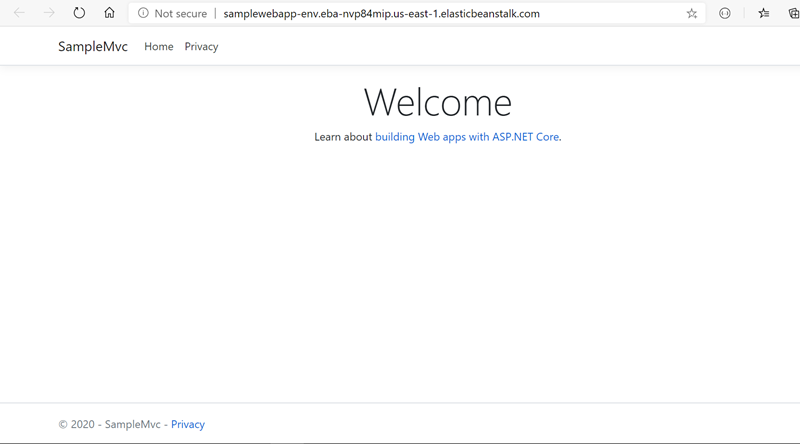 Not secure | samplewebapp-env.eba-nvp84mip.us-east-1.elasticbeanstalk.com
SampleMvc Home Privacy
Welcome
Learn about building Web apps with ASP.NET Core.
© 2020 - SampleMvc - Privacy